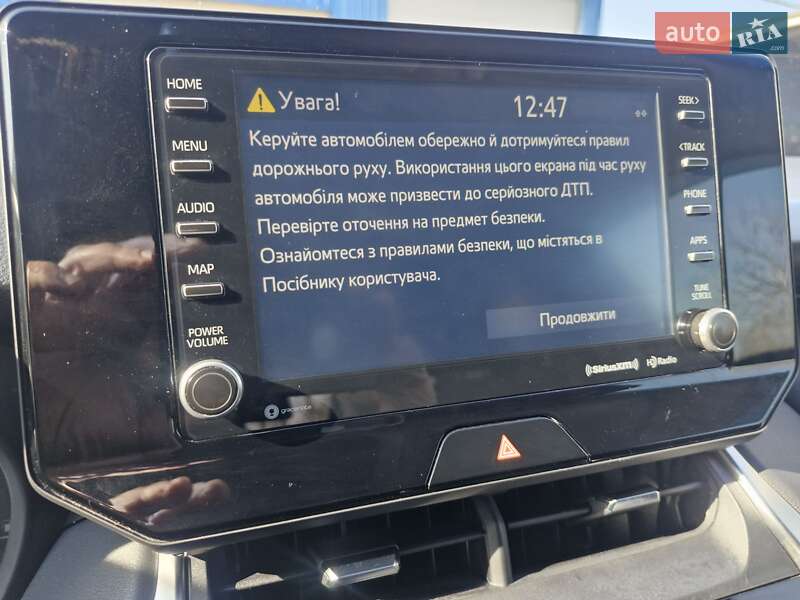 auto RIA .com
HOME
MENU
AUDIO
MAP
POWER
VOLUME
Увага!
12:47
Керуйте автомобілем обережно й дотримуйтеся правил
дорожнього руху. Використання цього екрана під час руху
автомобіля може призвести до серйозного ДТП.
Перевірте оточення на предмет безпеки.
Ознайомтеся з правилами безпеки, що містяться в
Посібнику користувача.
Продовжити
SEEK>
<TRACK
PHONE
APPS
TUNE
SCROLL
((SiriusXM))
HD Radio
gracenote